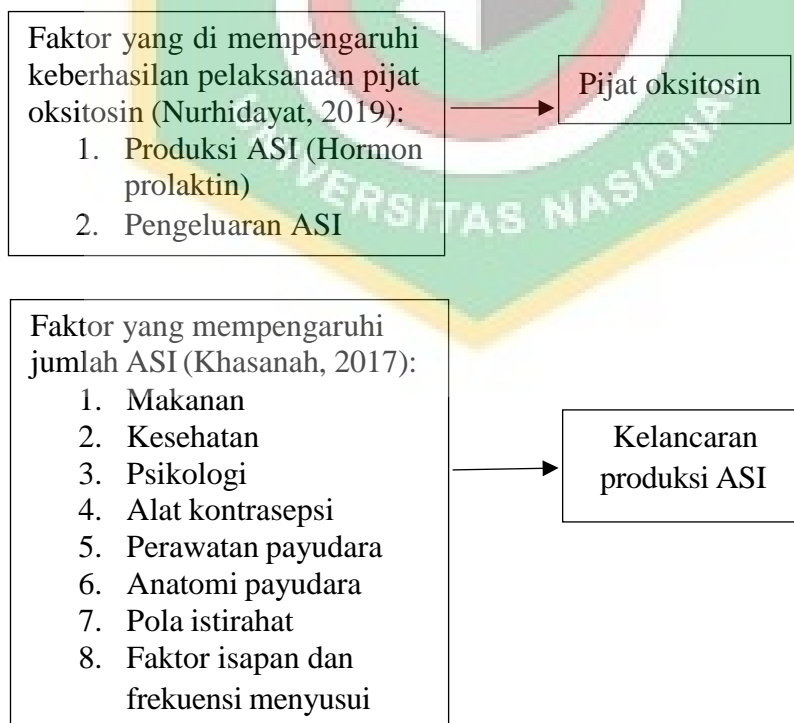 Faktor yang di mempengaruhi
keberhasilan pelaksanaan pijat
oksitosin (Nurhidayat, 2019):
1. Produksi ASI (Hormon
prolaktin)
2. Pengeluaran ASI
Pijat oksitosin
UNIVERSITAS NASIONAL
Faktor yang mempengaruhi
jumlah ASI (Khasanah, 2017):
1. Makanan
2. Kesehatan
3. Psikologi
4. Alat kontrasepsi
5. Perawatan payudara
6. Anatomi payudara
7. Pola istirahat
8. Faktor isapan dan
frekuensi menyusui
Kelancaran
produksi ASI